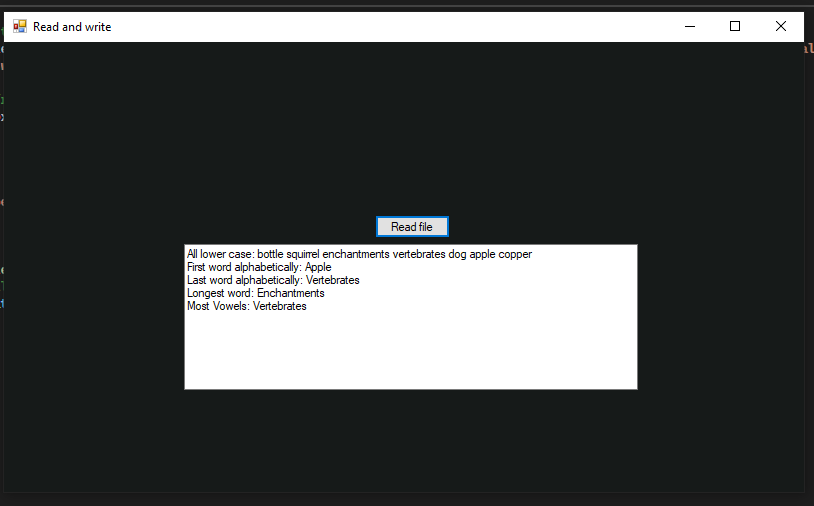 Read and write
Read file
All lower case: bottle squirrel enchantments vertebrates dog apple copper
First word alphabetically: Apple
Last word alphabetically: Vertebrates
Longest word: Enchantments
Most Vowels: Vertebrates